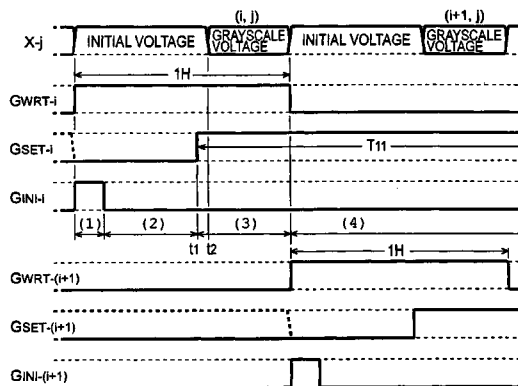 (i, j) (i+1, j)
X-j INITIAL VOLTAGE GRAYSCALE VOLTAGE INITIAL VOLTAGE GRAYSCALE VOLTAGE
1H
GWRT-i
GSET-i T11
GINI-i
(1) (2) (3) (4)
t1 t2 1H
GWRT-(i+1)
GSET-(i+1)
GINI-(i+1)